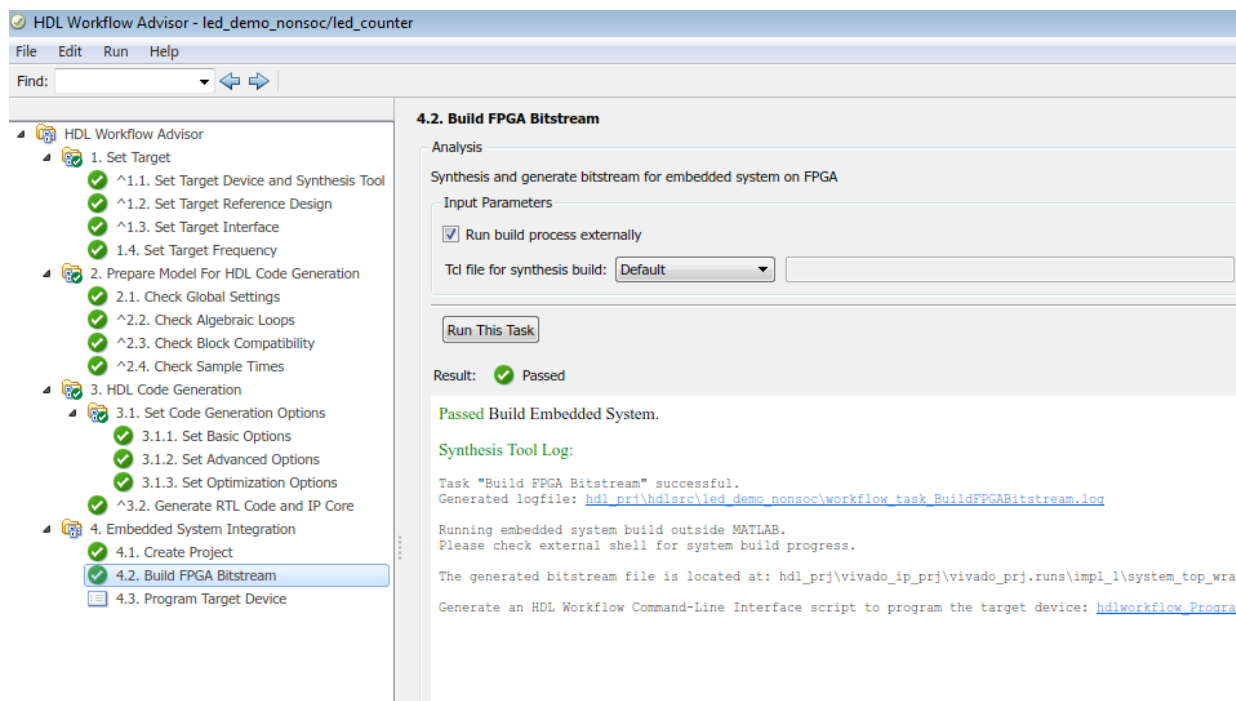 HDL Workflow Advisor - led_demo_nonsoc/led_counter
File Edit Run Help
Find:
HDL Workflow Advisor
1. Set Target
^1.1. Set Target Device and Synthesis Tool
^1.2. Set Target Reference Design
^1.3. Set Target Interface
1.4. Set Target Frequency
2. Prepare Model For HDL Code Generation
2.1. Check Global Settings
^2.2. Check Algebraic Loops
^2.3. Check Block Compatibility
^2.4. Check Sample Times
3. HDL Code Generation
3.1. Set Code Generation Options
3.1.1. Set Basic Options
3.1.2. Set Advanced Options
3.1.3. Set Optimization Options
^3.2. Generate RTL Code and IP Core
4. Embedded System Integration
4.1. Create Project
4.2. Build FPGA Bitstream
4.3. Program Target Device
4.2. Build FPGA Bitstream
Analysis
Synthesis and generate bitstream for embedded system on FPGA
Input Parameters
Run build process externally
Tcl file for synthesis build: Default
Run This Task
Result: Passed
Passed Build Embedded System.
Synthesis Tool Log:
Task "Build FPGA Bitstream" successful.
Generated logfile: hdl_prj\hdlsrc\led_demo_nonsoc\workflow_task_BuildFPGABitstream.log
Running embedded system build outside MATLAB.
Please check external shell for system build progress.
The generated bitstream file is located at: hdl_prj\vivado_ip_prj\vivado_prj.runs\impl_1\system_top_wra
Generate an HDL Workflow Command-Line Interface script to program the target device: hdlworkflow_Progra